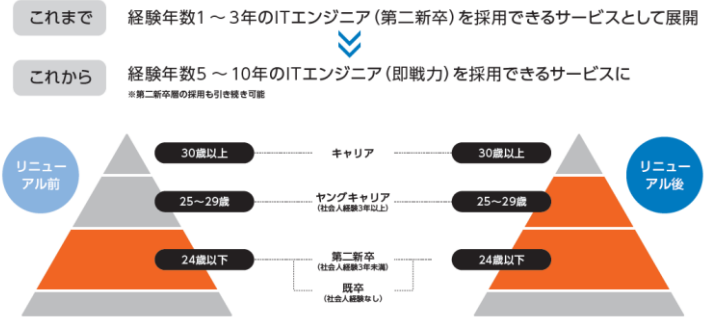 これまで
経験年数1～3年のITエンジニア（第二新卒）を採用できるサービスとして展開
これから
経験年数5～10年のITエンジニア（即戦力）を採用できるサービスに
※第二新卒層の採用も引き続き可能
リニュー
アル前
30歳以上
キャリア
30歳以上
リニュー
アル後
25～29歳
ヤングキャリア
（社会人経験3年以上）
25～29歳
24歳以下
第二新卒
（社会人経験3年未満）
24歳以下
既卒
（社会人経験なし）